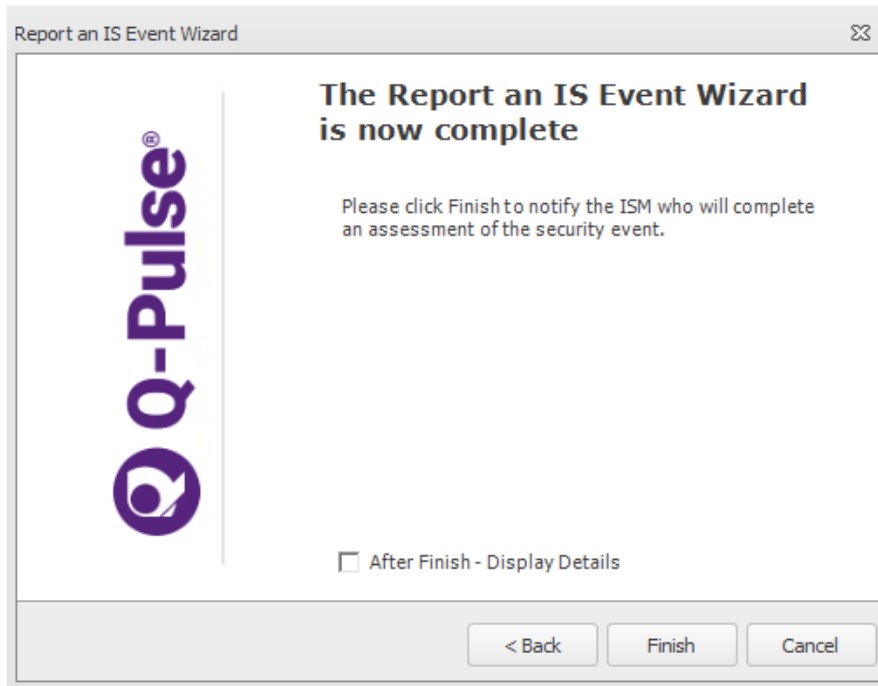 Report an IS Event Wizard
The Report an IS Event Wizard
is now complete
Please click Finish to notify the ISM who will complete
an assessment of the security event.
Q-Pulse®
After Finish - Display Details
< Back
Finish
Cancel